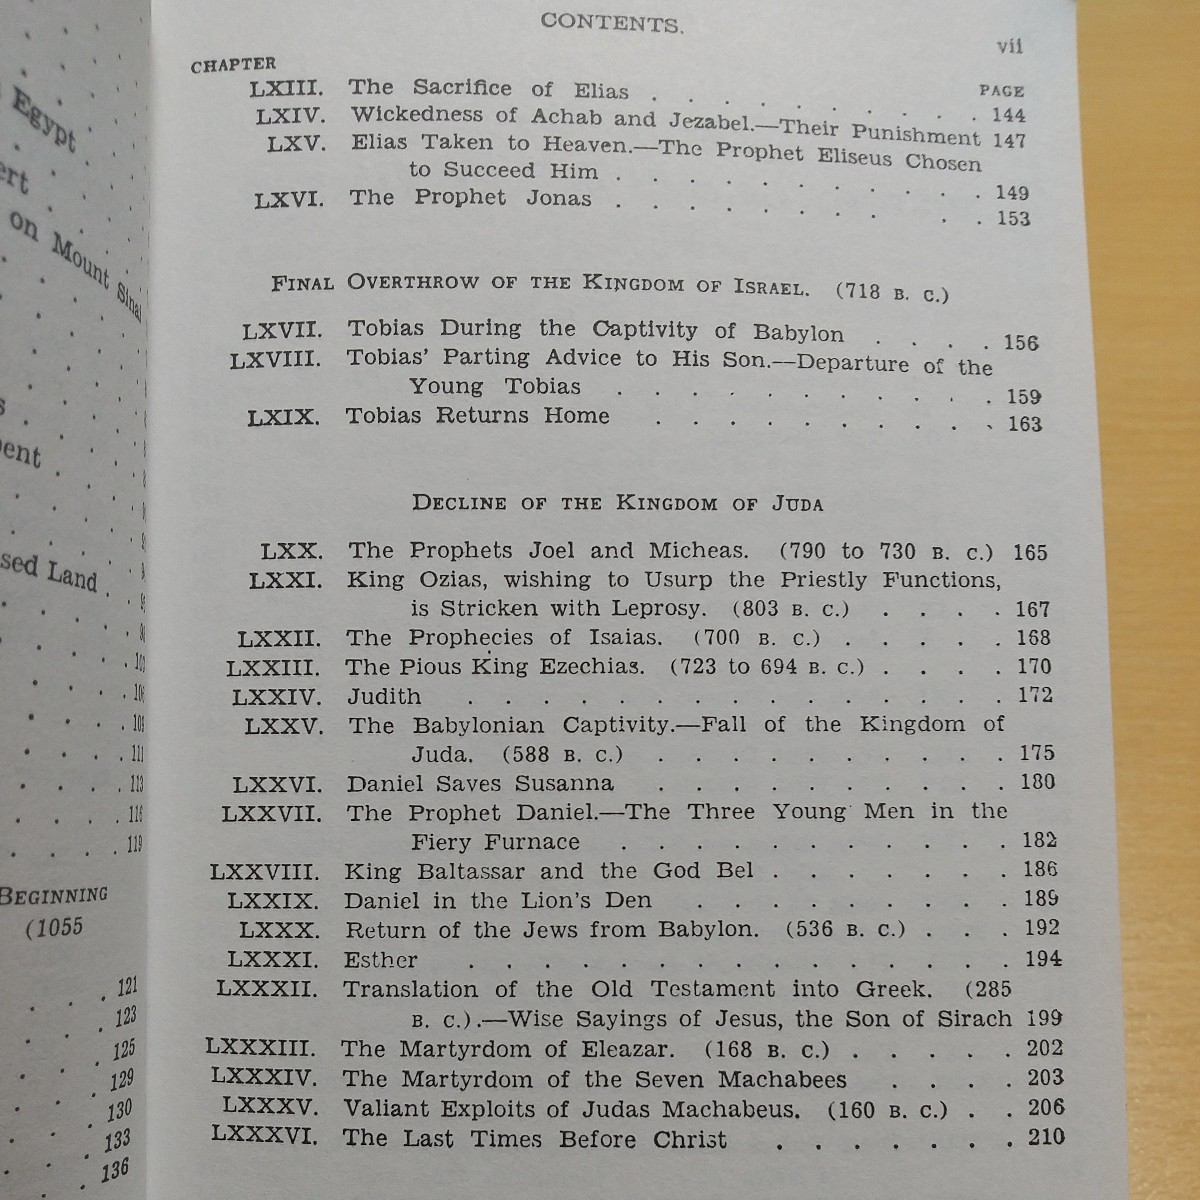 Egypt
ert
on Mount Sinai
s
ent
sed Land
103
106
109
111
113
116
119
BEGINNING
(1055
121
123
125
129
130
133
136
CONTENTS.
vii
CHAPTER
PAGE
LXIII. The Sacrifice of Elias . . . . . . . . . 144
LXIV. Wickedness of Achab and Jezabel.—Their Punishment 147
LXV. Elias Taken to Heaven.—The Prophet Eliseus Chosen
to Succeed Him . . . . . . . . . . 149
LXVI. The Prophet Jonas . . . . . . . . . 153
FINAL OVERTHROW OF THE KINGDOM OF ISRAEL. (718 B. C.)
LXVII. Tobias During the Captivity of Babylon . . . . 156
LXVIII. Tobias' Parting Advice to His Son.—Departure of the
Young Tobias . . . . . . . . . . 159
LXIX. Tobias Returns Home . . . . . . . . . 163
DECLINE OF THE KINGDOM OF JUDA
LXX. The Prophets Joel and Micheas. (790 to 730 B. C.) 165
LXXI. King Ozias, wishing to Usurp the Priestly Functions,
is Stricken with Leprosy. (803 B. C.) . . . . 167
LXXII. The Prophecies of Isaias. (700 B. C.) . . . . . 168
LXXIII. The Pious King Ezechias. (723 to 694 B. C.) . . . . 170
LXXIV. Judith . . . . . . . . . . . . . 172
LXXV. The Babylonian Captivity.—Fall of the Kingdom of
Juda. (588 B. C.) . . . . . . . . . 175
LXXVI. Daniel Saves Susanna . . . . . . . . . 180
LXXVII. The Prophet Daniel.—The Three Young Men in the
Fiery Furnace . . . . . . . . . . 182
LXXVIII. King Baltassar and the God Bel . . . . . . . 186
LXXIX. Daniel in the Lion's Den . . . . . . . . 189
LXXX. Return of the Jews from Babylon. (536 B. C.) . . . 192
LXXXI. Esther . . . . . . . . . . . . . 194
LXXXII. Translation of the Old Testament into Greek. (285
B. C.).—Wise Sayings of Jesus, the Son of Sirach 199
LXXXIII. The Martyrdom of Eleazar. (168 B. C.) . . . . . 202
LXXXIV. The Martyrdom of the Seven Machabees . . . . 203
LXXXV. Valiant Exploits of Judas Machabeus. (160 B. C.) . . 206
LXXXVI. The Last Times Before Christ . . . . . . . 210